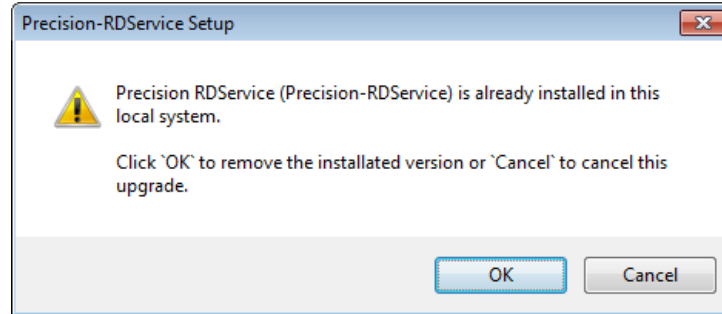 Precision-RDService Setup
Precision RDService (Precision-RDService) is already installed in this
local system.
Click `OK` to remove the installated version or `Cancel` to cancel this
upgrade.
OK
Cancel